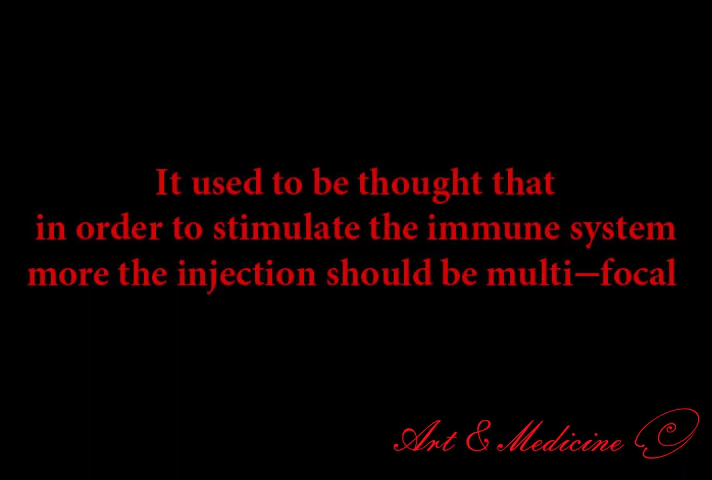 It used to be thought that
in order to stimulate the immune system
more the injection should be multi–focal
Art & Medicine